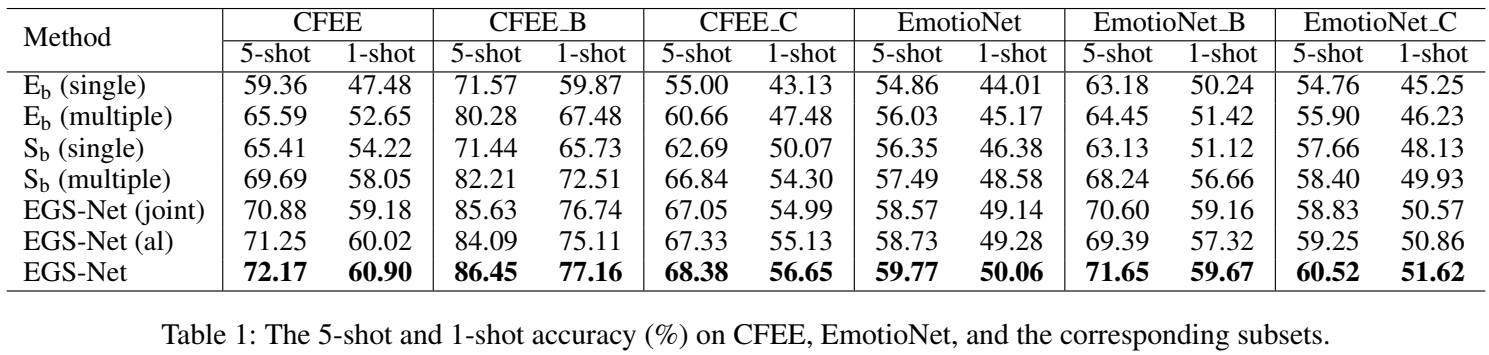 Method CFEE CFEE_B CFEE_C EmotioNet EmotioNet_B EmotioNet_C
5-shot 1-shot 5-shot 1-shot 5-shot 1-shot 5-shot 1-shot 5-shot 1-shot 5-shot 1-shot
E_b (single) 59.36 47.48 71.57 59.87 55.00 43.13 54.86 44.01 63.18 50.24 54.76 45.25
E_b (multiple) 65.59 52.65 80.28 67.48 60.66 47.48 56.03 45.17 64.45 51.42 55.90 46.23
S_b (single) 65.41 54.22 71.44 65.73 62.69 50.07 56.35 46.38 63.13 51.12 57.66 48.13
S_b (multiple) 69.69 58.05 82.21 72.51 66.84 54.30 57.49 48.58 68.24 56.66 58.40 49.93
EGS-Net (joint) 70.88 59.18 85.63 76.74 67.05 54.99 58.57 49.14 70.60 59.16 58.83 50.57
EGS-Net (al) 71.25 60.02 84.09 75.11 67.33 55.13 58.73 49.28 69.39 57.32 59.25 50.86
EGS-Net 72.17 60.90 86.45 77.16 68.38 56.65 59.77 50.06 71.65 59.67 60.52 51.62
Table 1: The 5-shot and 1-shot accuracy (%) on CFEE, EmotioNet, and the corresponding subsets.